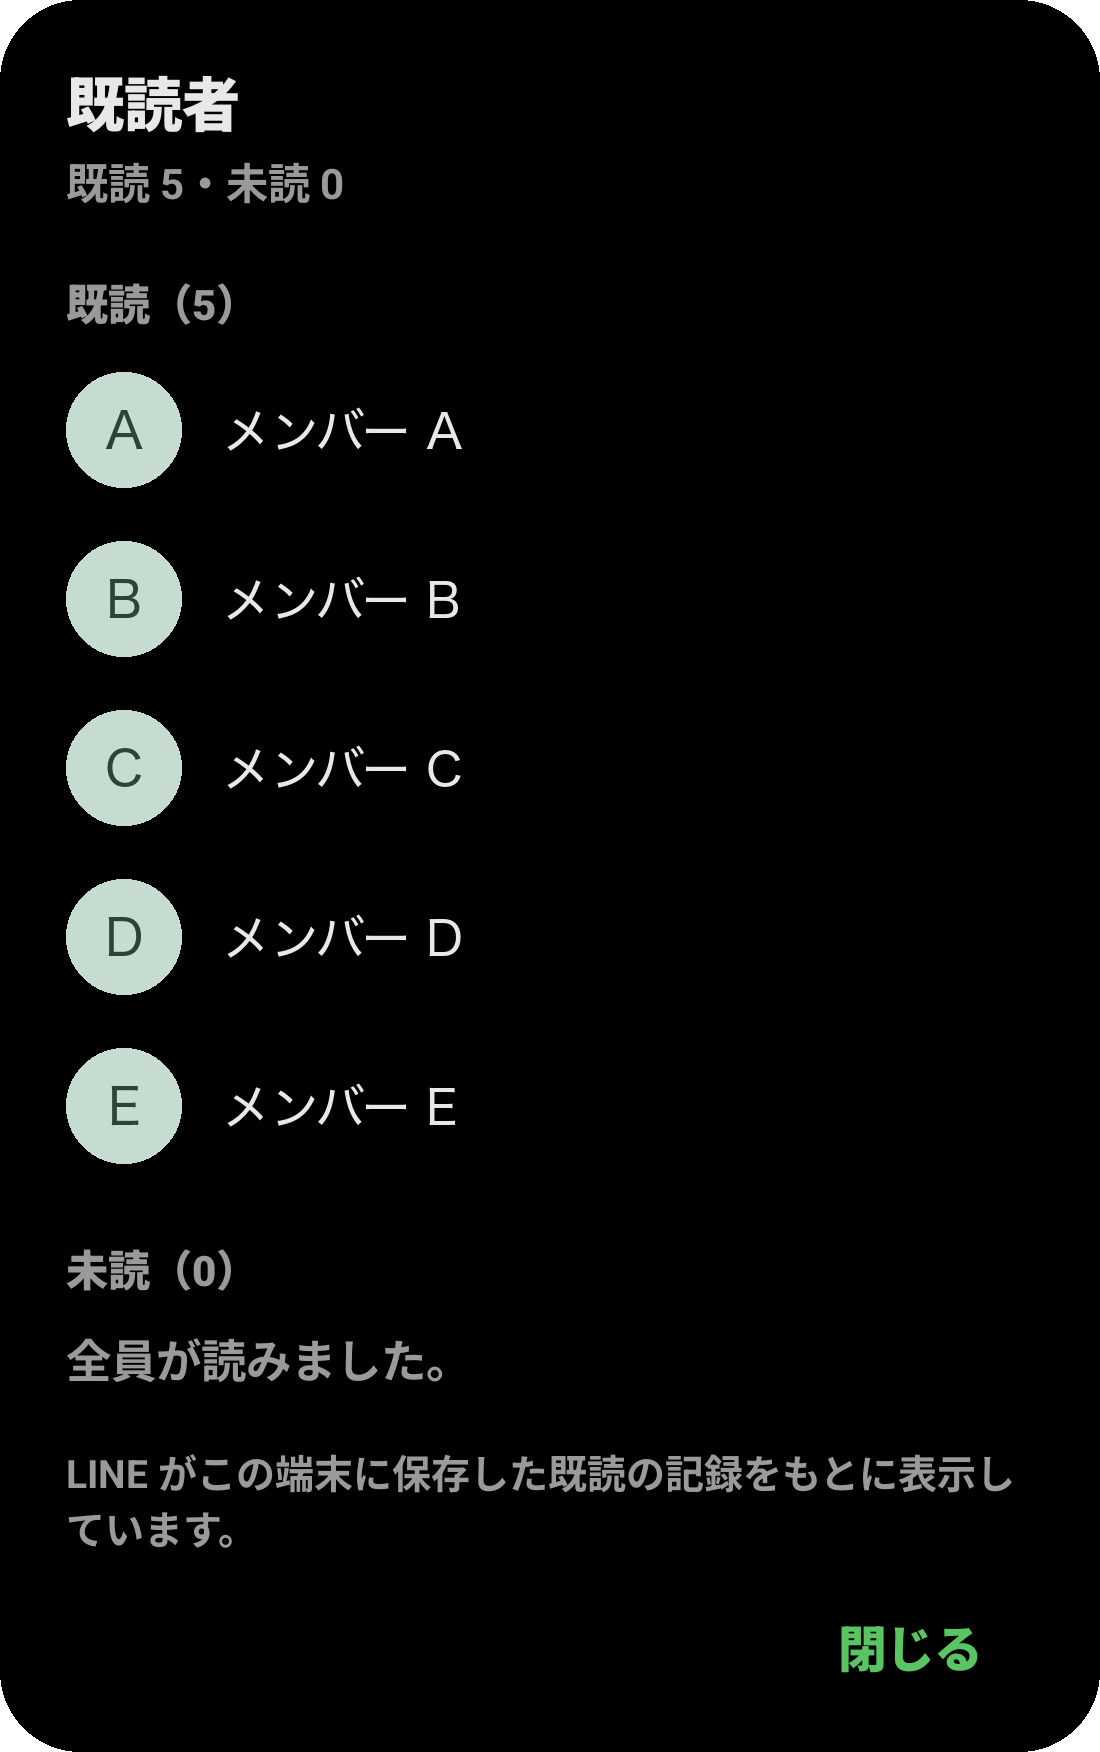 既読者
既読 5・未読 0
既読（5）
A メンバー A
B メンバー B
C メンバー C
D メンバー D
E メンバー E
未読（0）
全員が読みました。
LINE がこの端末に保存した既読の記録をもとに表示し
ています。
閉じる